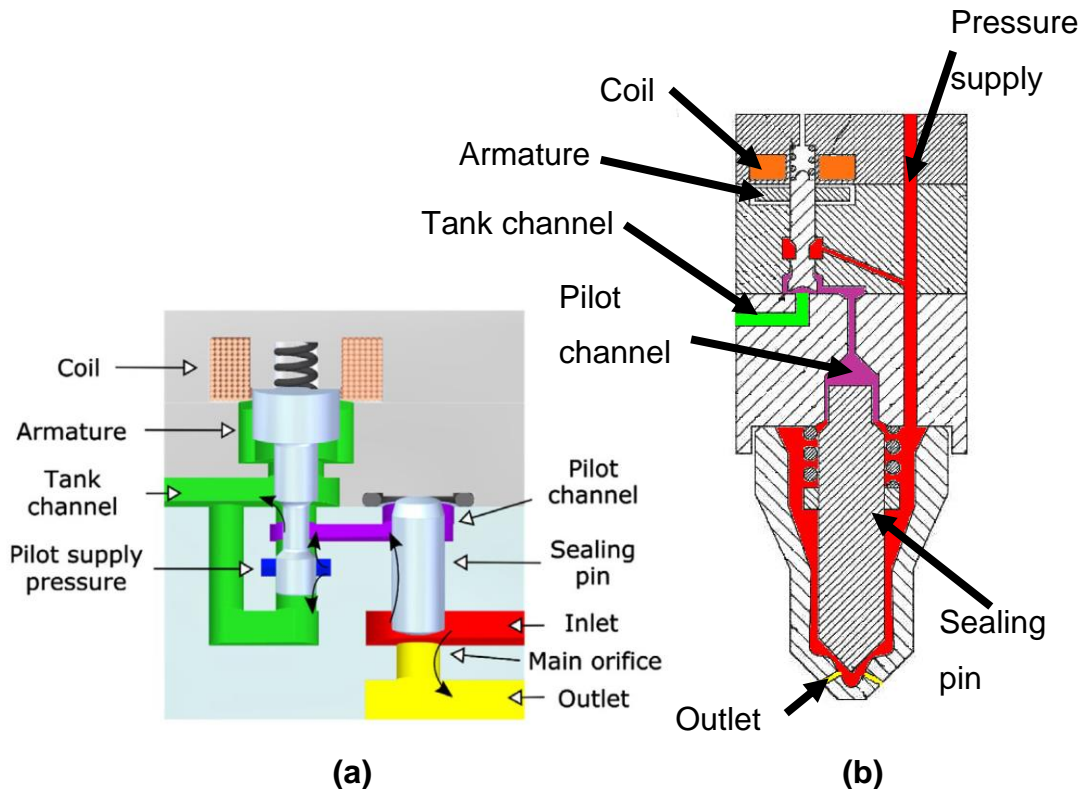 Coil
Armature
Tank
channel
Pilot supply
pressure
Pilot
channel
Sealing
pin
Inlet
Main orifice
Outlet
(a)
Pressure
supply
Coil
Armature
Tank channel
Pilot
channel
Sealing
pin
Outlet
(b)